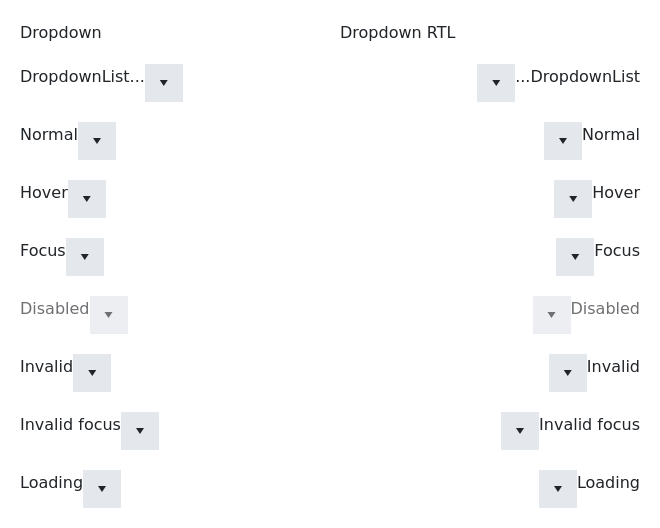 Dropdown
DropdownList...
Normal
Hover
Focus
Disabled
Invalid
Invalid focus
Loading
Dropdown RTL
...DropdownList
Normal
Hover
Focus
Disabled
Invalid
Invalid focus
Loading